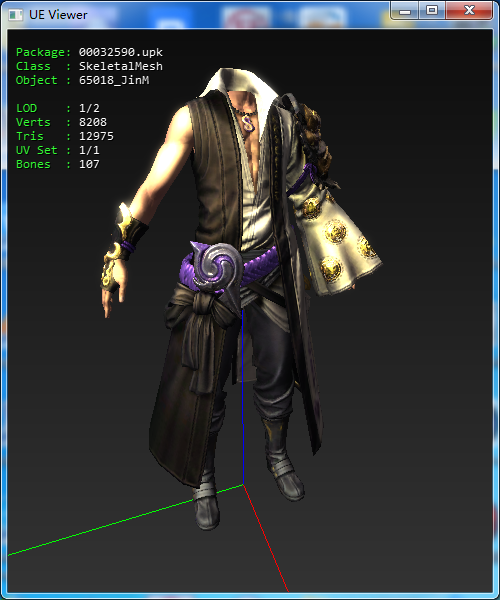 UE Viewer
Package: 00032590.upk
Class  : SkeletalMesh
Object : 65018_JinM
LOD    : 1/2
Verts  : 8208
Tris   : 12975
UV Set : 1/1
Bones  : 107